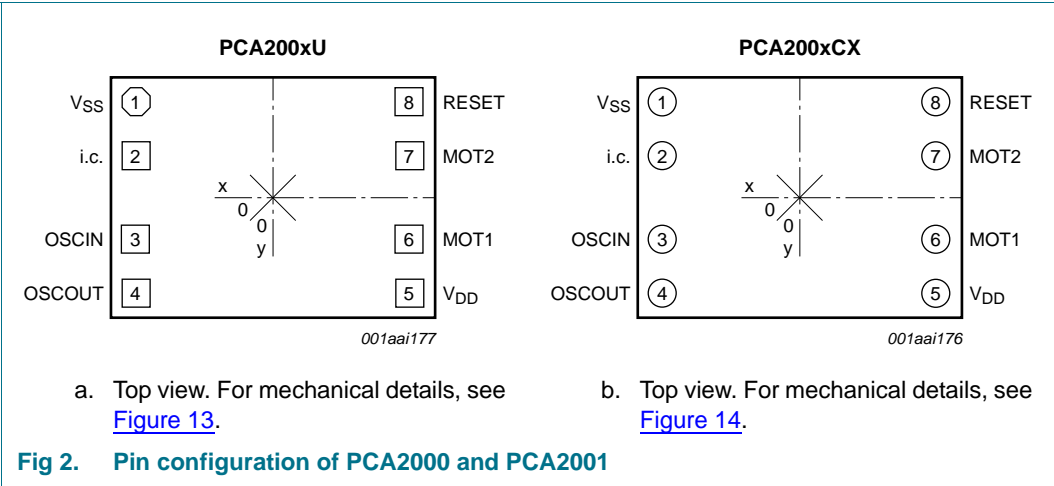 PCA200xU
VSS 1 8 RESET
i.c. 2 7 MOT2
x
0
0
y
OSCIN 3 6 MOT1
OSCOUT 4 5 VDD
001aai177
a. Top view. For mechanical details, see
Figure 13.
PCA200xCX
VSS 1 8 RESET
i.c. 2 7 MOT2
x
0
0
y
OSCIN 3 6 MOT1
OSCOUT 4 5 VDD
001aai176
b. Top view. For mechanical details, see
Figure 14.
Fig 2. Pin configuration of PCA2000 and PCA2001